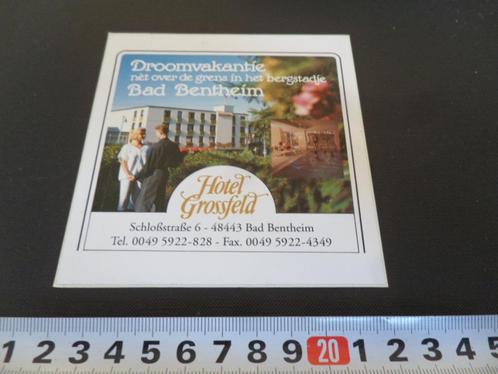 Droomvakantie
nèt over de grens in het bergstadje
Bad Bentheim
Hotel
Grossfeld
Schloßstraße 6 - 48443 Bad Bentheim
Tel. 0049 5922-828 - Fax. 0049 5922-4349
1 2 3 4 5 6 7 8 9 20 1 2 3 4 5